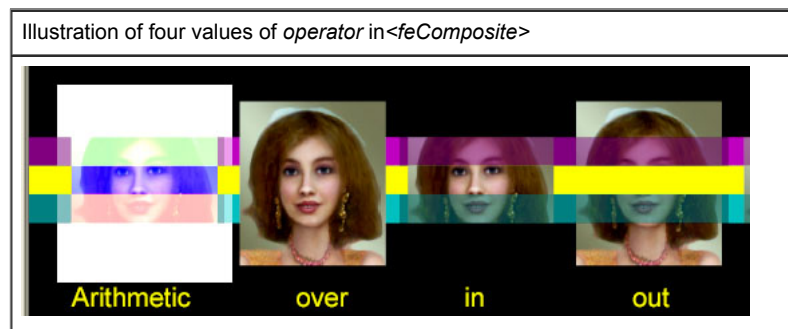 Illustration of four values of operator in<feComposite>
Arithmetic over in out